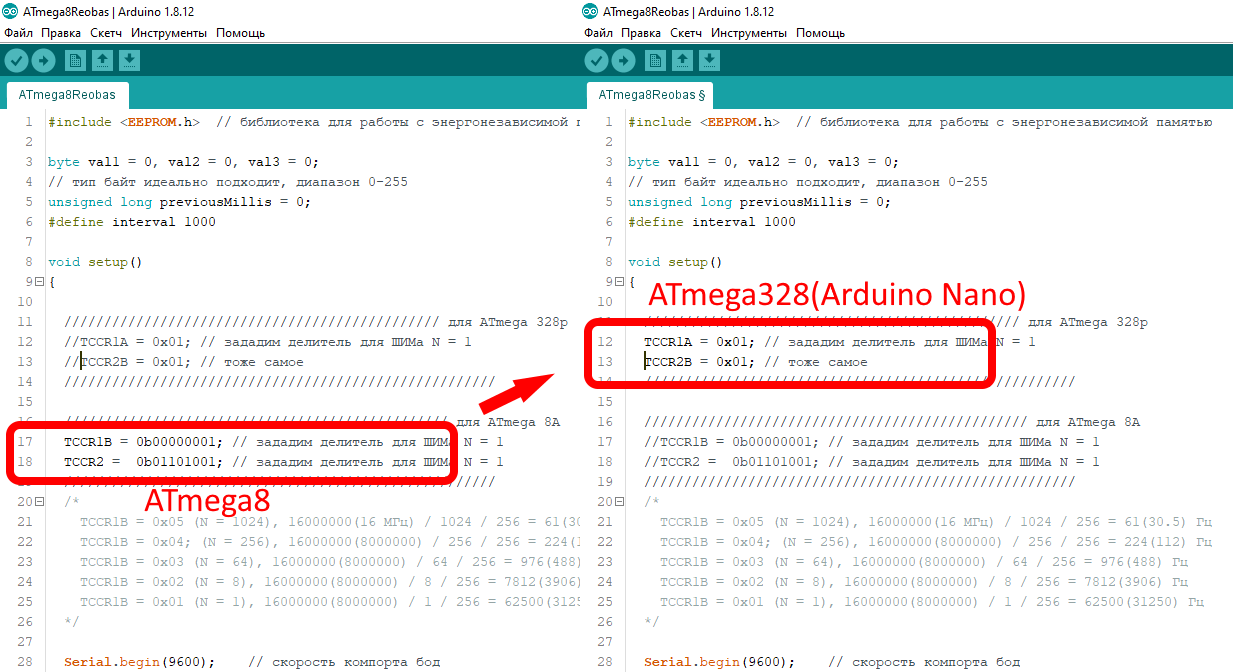 ATmega8Reobas | Arduino 1.8.12
Файл Правка Скетч Инструменты Помощь
ATmega8Reobas
1 #include <EEPROM.h> // библиотека для работы с энергонезависимой
2
3 byte val1 = 0, val2 = 0, val3 = 0;
4 // тип байт идеально подходит, диапазон 0-255
5 unsigned long previousMillis = 0;
6 #define interval 1000
7
8 void setup()
9 {
10
11 /////////////////////////////////////////////// для ATmega 328p
12 //TCCR1A = 0x01; // зададим делитель для ШИМа N = 1
13 //TCCR2B = 0x01; // тоже самое
14 //////////////////////////////////////////////////////
15
16 //////////////////////////////////////////////// для ATmega 8A
17 TCCR1B = 0b00000001; // зададим делитель для ШИМа N = 1
18 TCCR2 = 0b01101001; // зададим делитель для ШИМа N = 1
//////////////////////////////////////////////////////
ATmega8
20 /*
21 TCCR1B = 0x05 (N = 1024), 16000000(16 МГц) / 1024 / 256 = 61(30
22 TCCR1B = 0x04; (N = 256), 16000000(8000000) / 256 / 256 = 224(1
23 TCCR1B = 0x03 (N = 64), 16000000(8000000) / 64 / 256 = 976(488)
24 TCCR1B = 0x02 (N = 8), 16000000(8000000) / 8 / 256 = 7812(3906)
25 TCCR1B = 0x01 (N = 1), 16000000(8000000) / 1 / 256 = 62500(3125
26 */
27
28 Serial.begin(9600); // скорость компорта бод
ATmega8Reobas | Arduino 1.8.12
Файл Правка Скетч Инструменты Помощь
ATmega8Reobas §
1 #include <EEPROM.h> // библиотека для работы с энергонезависимой памятью
2
3 byte val1 = 0, val2 = 0, val3 = 0;
4 // тип байт идеально подходит, диапазон 0-255
5 unsigned long previousMillis = 0;
6 #define interval 1000
7
8 void setup()
9 {
10
ATmega328(Arduino Nano)
/////////////////////////////////////////////// для ATmega 328p
12 TCCR1A = 0x01; // зададим делитель для ШИМа N = 1
13 TCCR2B = 0x01; // тоже самое
14 //////////////////////////////////////////////////////
15
16 //////////////////////////////////////////////// для ATmega 8A
17 //TCCR1B = 0b00000001; // зададим делитель для ШИМа N = 1
18 //TCCR2 = 0b01101001; // зададим делитель для ШИМа N = 1
19 //////////////////////////////////////////////////////
20 /*
21 TCCR1B = 0x05 (N = 1024), 16000000(16 МГц) / 1024 / 256 = 61(30.5) Гц
22 TCCR1B = 0x04; (N = 256), 16000000(8000000) / 256 / 256 = 224(112) Гц
23 TCCR1B = 0x03 (N = 64), 16000000(8000000) / 64 / 256 = 976(488) Гц
24 TCCR1B = 0x02 (N = 8), 16000000(8000000) / 8 / 256 = 7812(3906) Гц
25 TCCR1B = 0x01 (N = 1), 16000000(8000000) / 1 / 256 = 62500(31250) Гц
26 */
27
28 Serial.begin(9600); // скорость компорта бод